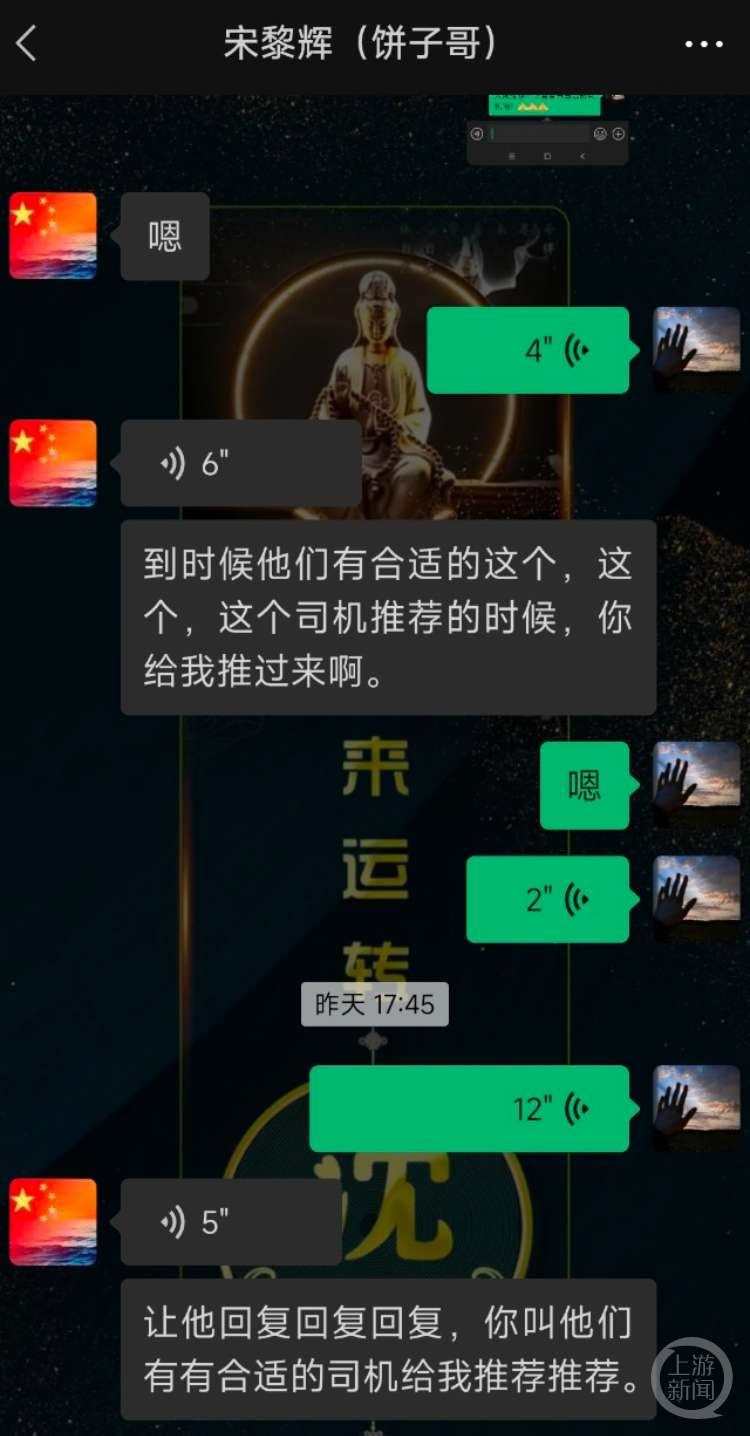 宋黎辉（饼子哥）
嗯
4"
6"
到时候他们有合适的这个，这
个，这个司机推荐的时候，你
给我推过来啊。
来
嗯
运
2"
转
昨天 17:45
12"
5"
沈
让他回复回复回复，你叫他们
有有合适的司机给我推荐推荐。
上游
新闻